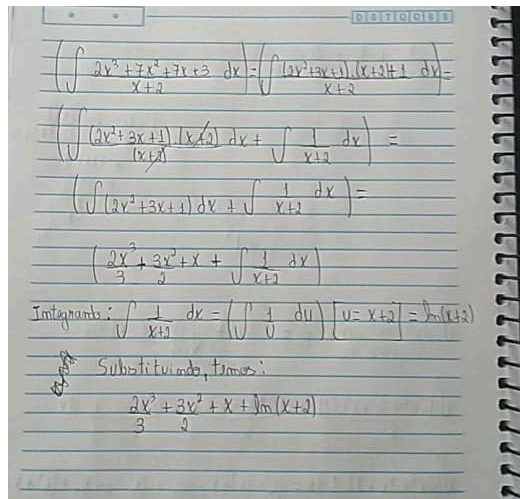 D S T Q Q S S
(∫ 2x³+7x²+7x+3 / x+2 dx) = (∫ (2x²+3x+1).(x+2)+1 / x+2 dx) =
(∫ (2x²+3x+1).(x+2) / (x+2) dx + ∫ 1 / x+2 dx) =
(∫ (2x²+3x+1) dx + ∫ 1 / x+2 dx) =
(2x³/3 + 3x²/2 + x + ∫ 1 / x+2 dx)
Integrando: ∫ 1 / x+2 dx = (∫ 1/U du) [U = x+2] = ln(x+2)
Substituindo, temos:
2x³/3 + 3x²/2 + x + ln(x+2)